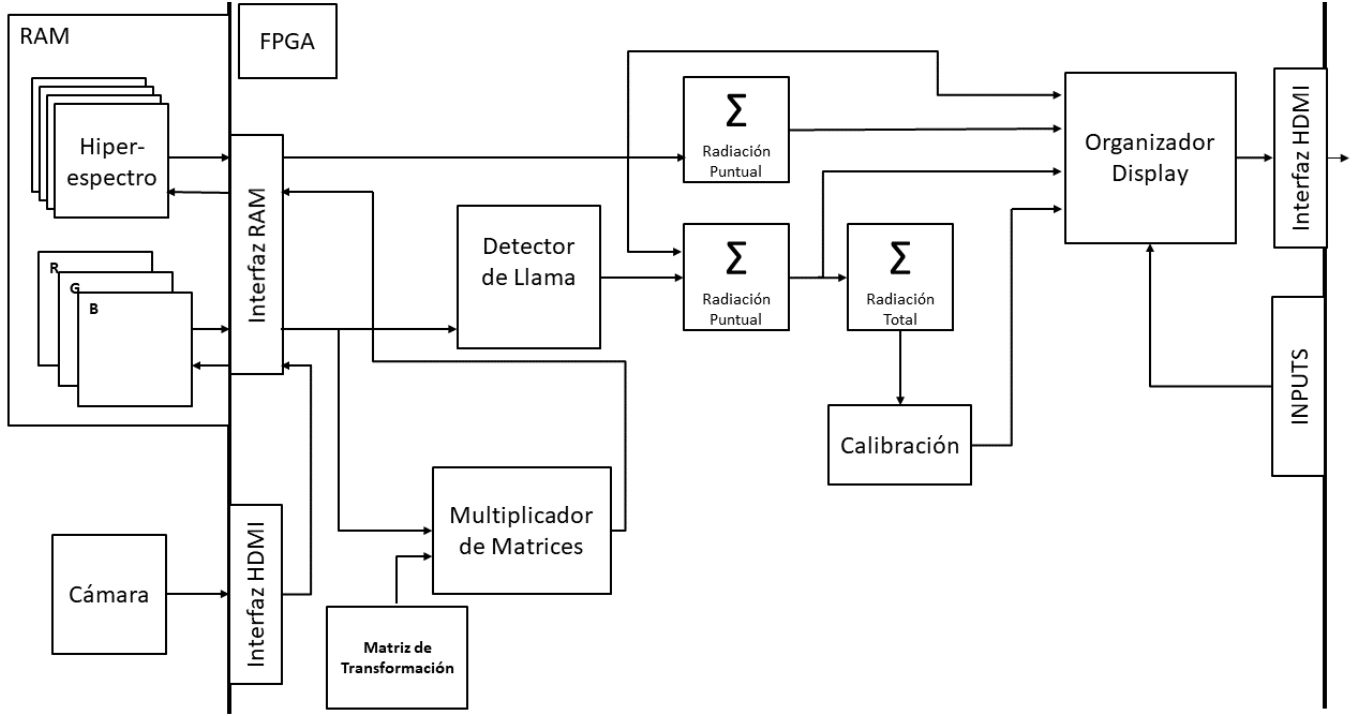 RAM
FPGA
Hiper-
espectro
R
G
B
Interfaz RAM
Σ
Radiación
Puntual
Organizador
Display
Interfaz HDMI
Detector
de Llama
Σ
Radiación
Puntual
Σ
Radiación
Total
Calibración
INPUTS
Multiplicador
de Matrices
Cámara
Interfaz HDMI
Matriz de
Transformación